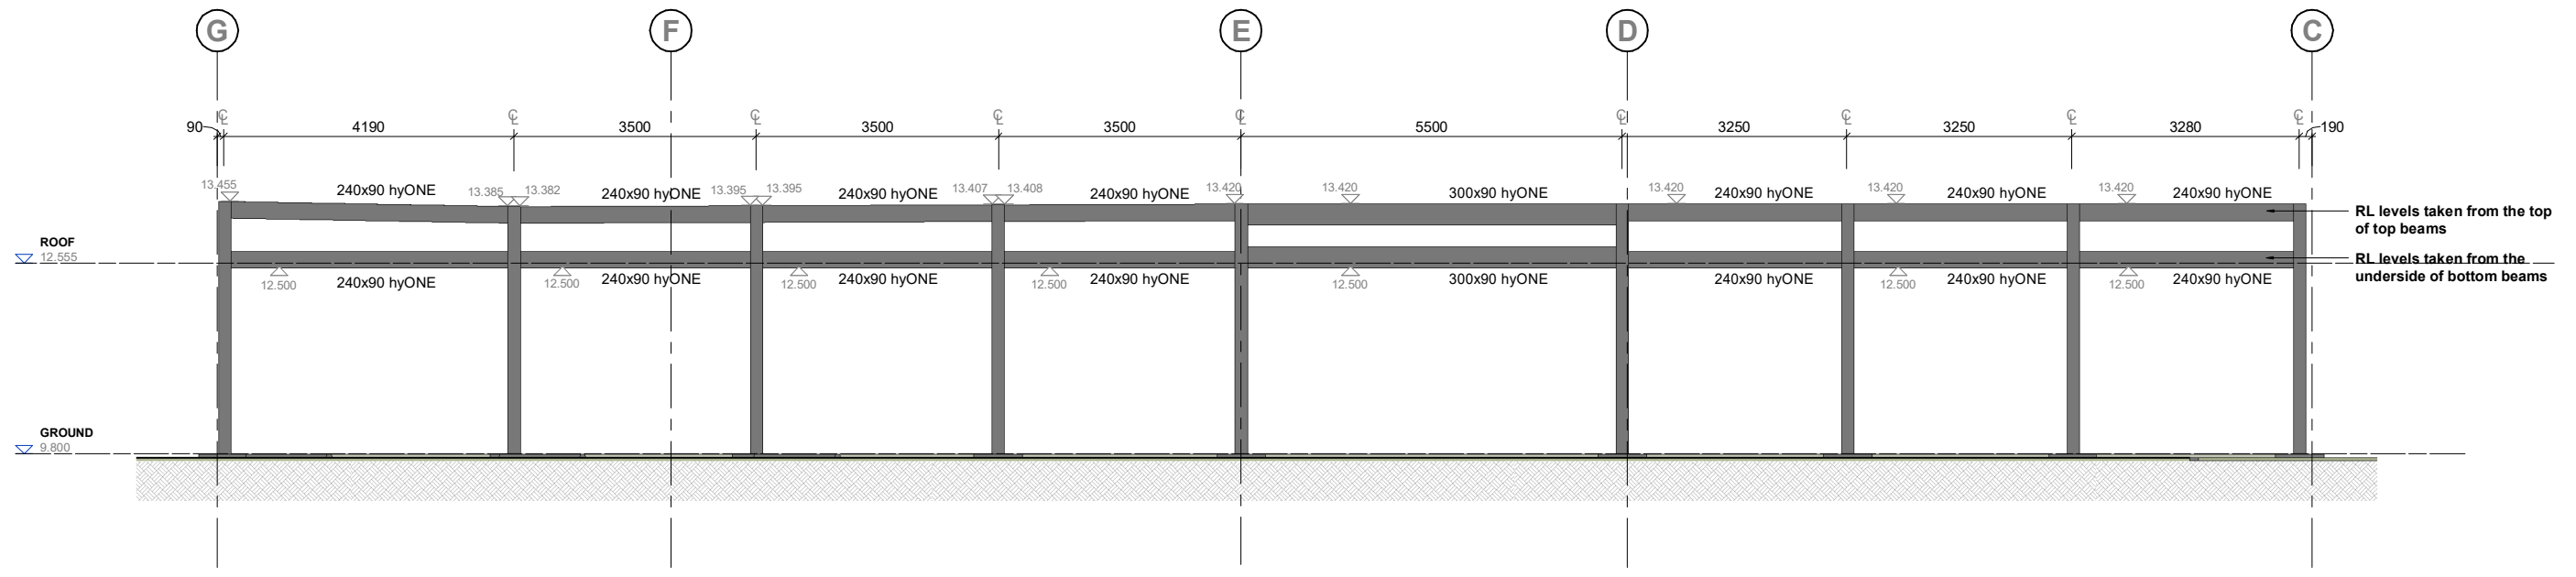 G F E D C
℄ ℄ ℄ ℄ ℄ ℄ ℄ ℄ ℄
90 4190 3500 3500 3500 5500 3250 3250 3280 190
13.455 240x90 hyONE 13.385 13.382 240x90 hyONE 13.395 13.395 240x90 hyONE 13.407 13.408 240x90 hyONE 13.420 13.420 300x90 hyONE 13.420 240x90 hyONE 13.420 240x90 hyONE 13.420 240x90 hyONE
RL levels taken from the top
of top beams
ROOF
12.555
RL levels taken from the
underside of bottom beams
12.500 240x90 hyONE 12.500 240x90 hyONE 12.500 240x90 hyONE 12.500 240x90 hyONE 12.500 300x90 hyONE 240x90 hyONE 12.500 240x90 hyONE 12.500 240x90 hyONE
GROUND
9.800